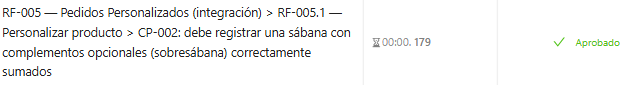 RF-005 — Pedidos Personalizados (integración) > RF-005.1 —
Personalizar producto > CP-002: debe registrar una sábana con
complementos opcionales (sobresábana) correctamente
sumados
00:00. 179
Aprobado